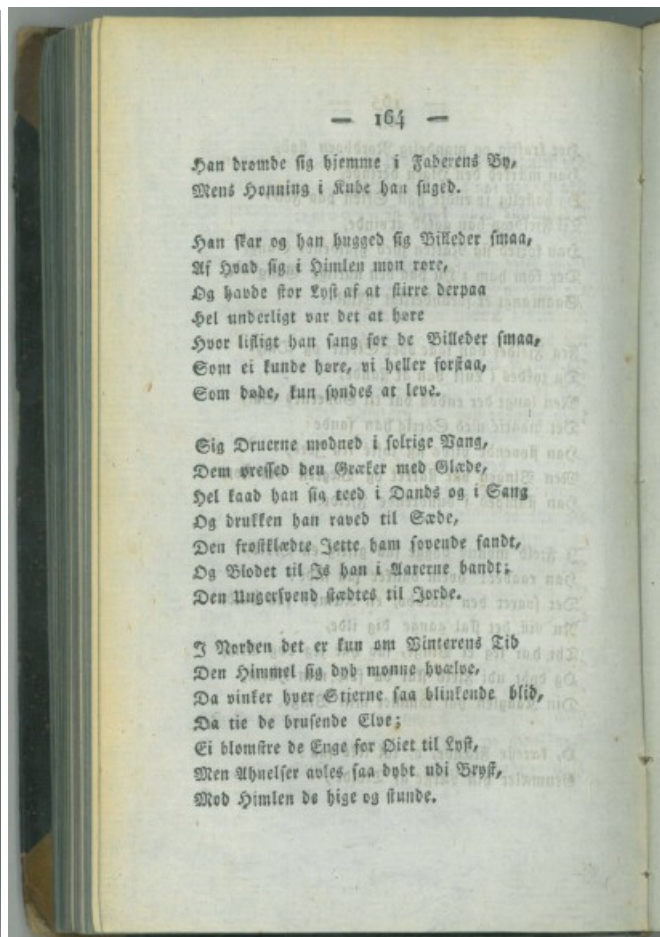 — 164 —
Han drømde sig hjemme i Faderens By,
Mens Honning i Kube han suged.
Han skar og han hugged sig Billeder smaa,
Af Hvad sig i Himlen mon røre,
Og havde stor Lyst af at stirre derpaa
Hel underligt var det at høre
Hvor lifligt han sang for de Billeder smaa,
Som ei kunde høre, vi heller forstaa,
Som døde, kun syndes at leve.
Sig Druerne modned i solrige Vang,
Dem pressed den Græker med Glæde,
Hel kaad han sig teed i Dands og i Sang
Og drukken han raved til Sæde,
Den frostklædte Jette ham sovende fandt,
Og Blodet til Is han i Aarerne bandt;
Den Ungersvend stædtes til Jorde.
I Norden det er kun om Vinterens Tid
Den Himmel sig dyb monne hvælve,
Da vinker hver Stjerne saa blinkende blid,
Da tie de brusende Elve;
Ei blomstre de Enge for Øiet til Lyst,
Men Ahnelser avles saa dybt udi Bryst,
Mod Himlen de hige og stunde.